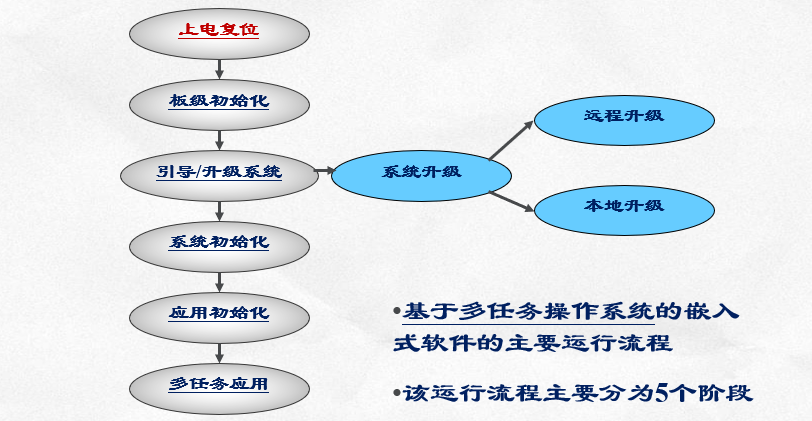 上电复位
板级初始化
引导/升级系统
系统升级
远程升级
本地升级
系统初始化
应用初始化
多任务应用
•基于多任务操作系统的嵌入
式软件的主要运行流程
•该运行流程主要分为5个阶段